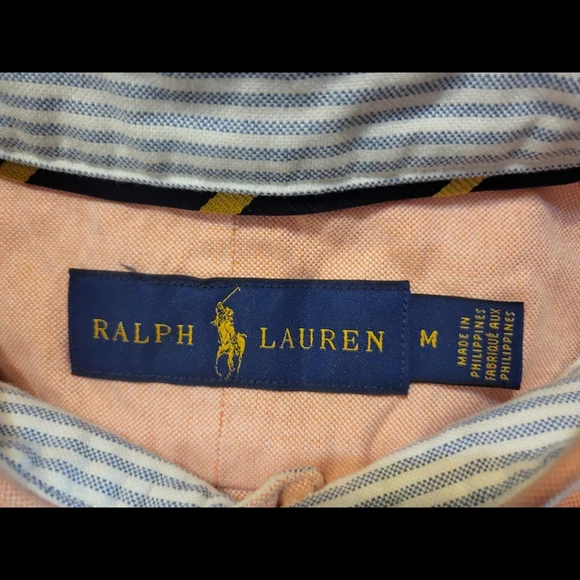 RALPH LAUREN
M
MADE IN
PHILIPPINES
FABRIQUÉ AUX
PHILIPPINES